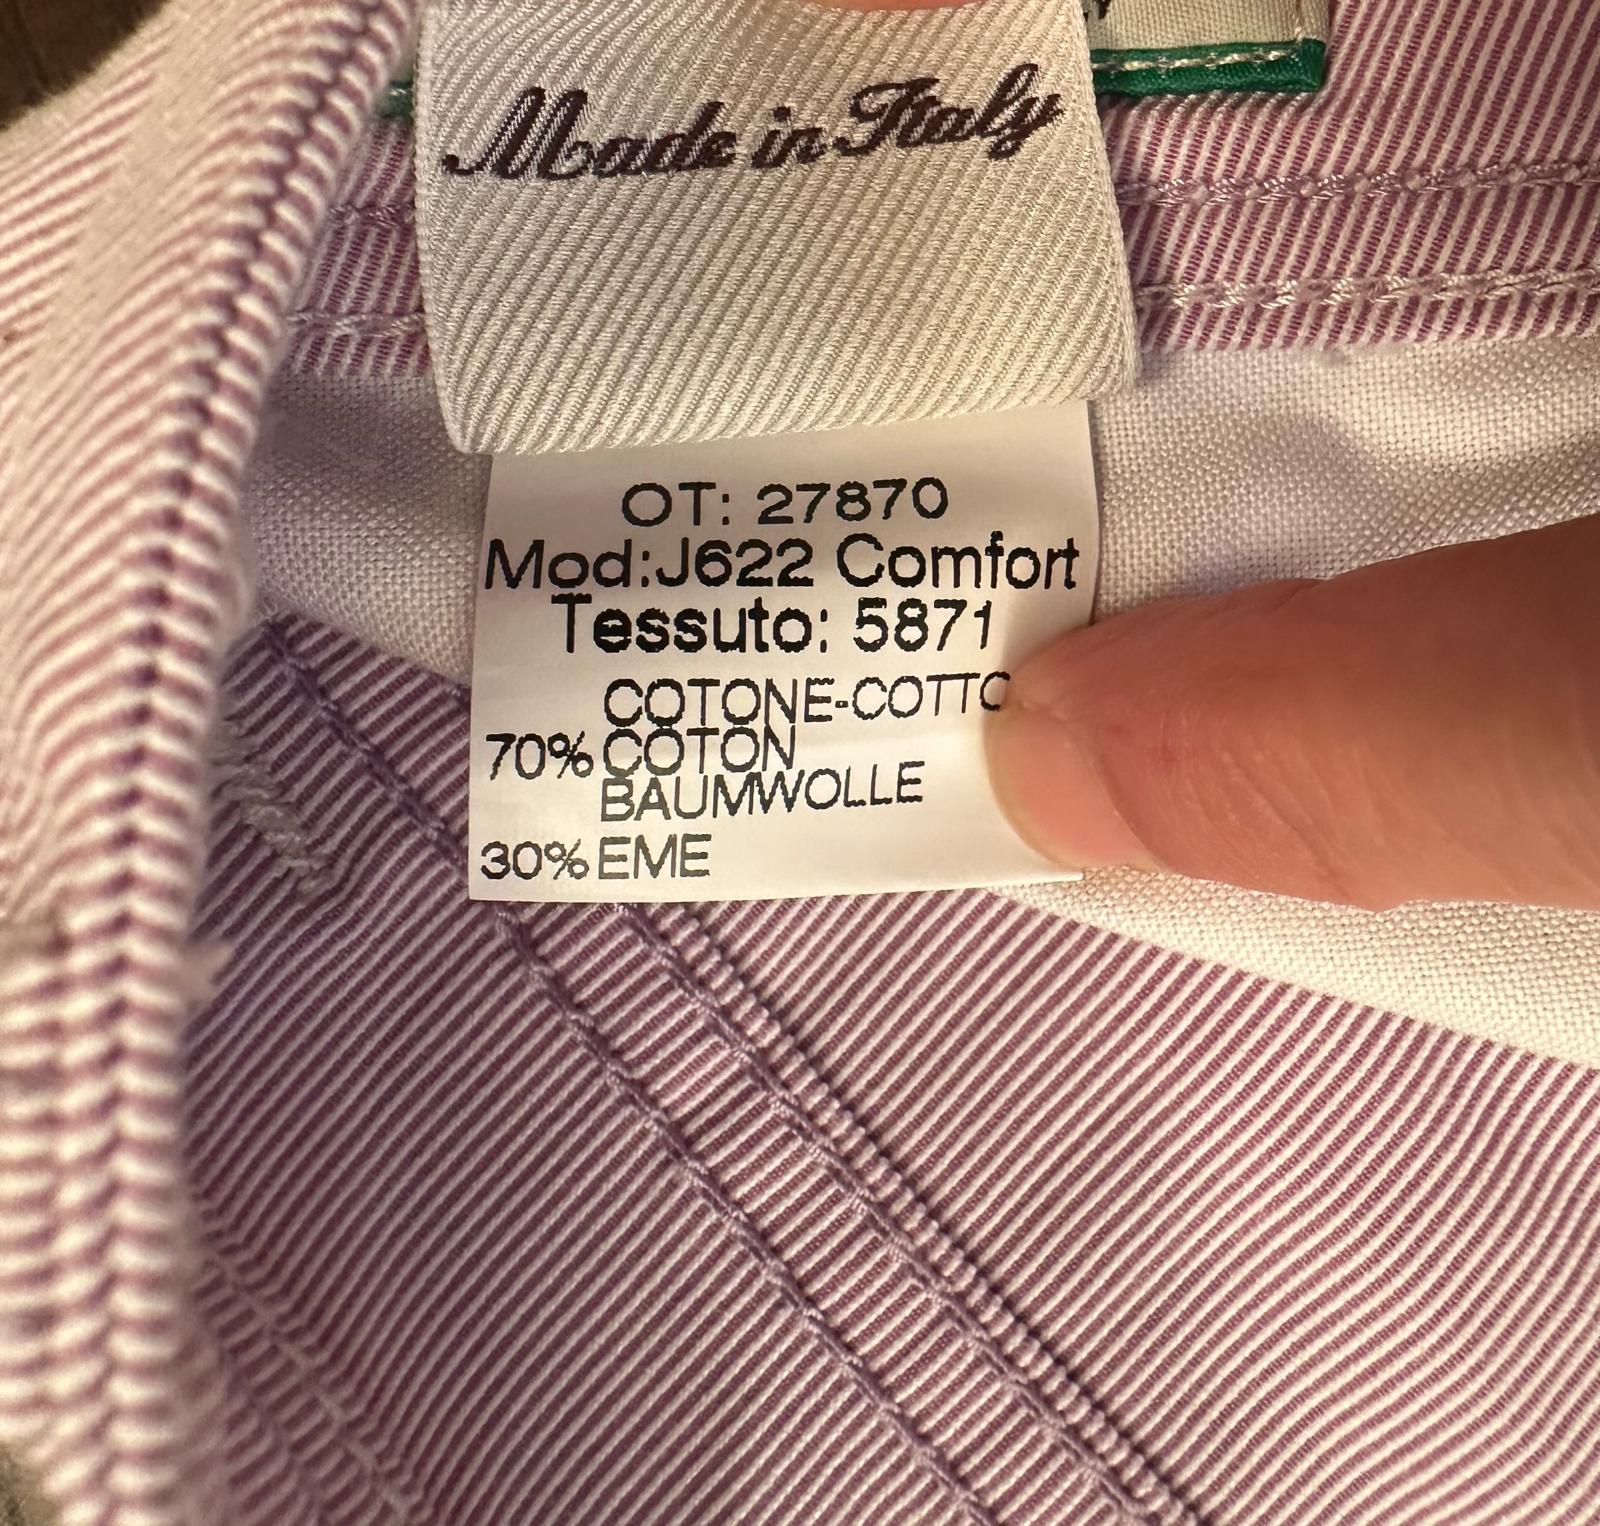 Made in Italy
OT: 27870
Mod:J622 Comfort
Tessuto: 5871
COTONE-COTTO
70% COTON
BAUMWOLLE
30% EME